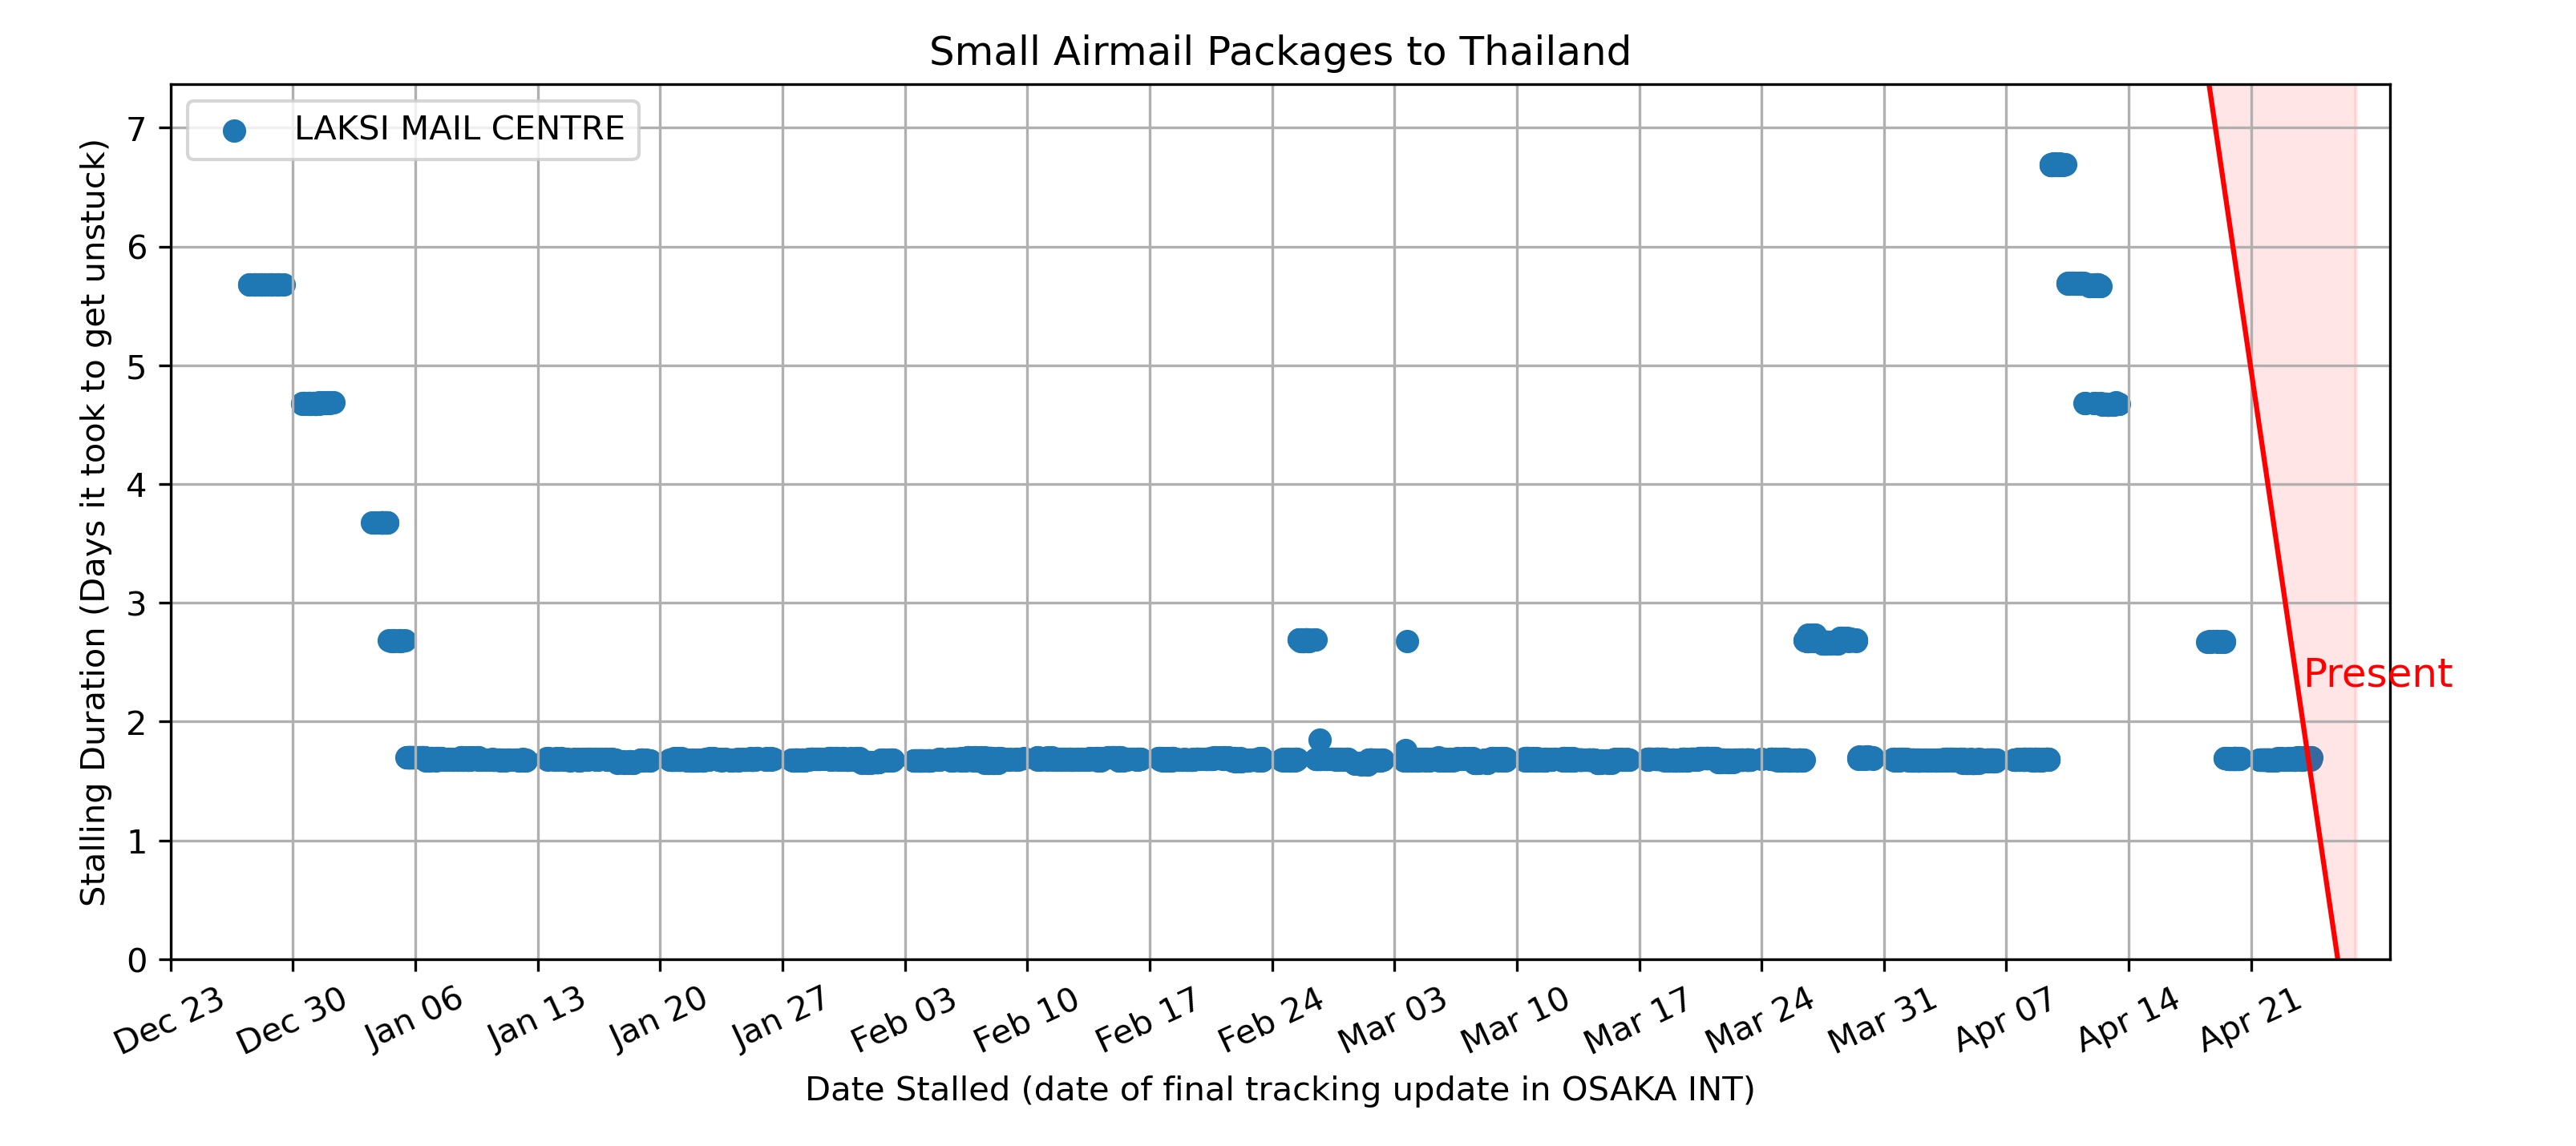 Small Airmail Packages to Thailand
LAKSI MAIL CENTRE
Stalling Duration (Days it took to get unstuck)
7
6
5
4
3
2
1
0
Present
Dec 23
Dec 30
Jan 06
Jan 13
Jan 20
Jan 27
Feb 03
Feb 10
Feb 17
Feb 24
Mar 03
Mar 10
Mar 17
Mar 24
Mar 31
Apr 07
Apr 14
Apr 21
Date Stalled (date of final tracking update in OSAKA INT)